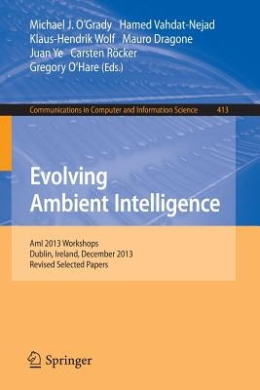 Michael J. O'Grady Hamed Vahdat-Nejad
Klaus-Hendrik Wolf Mauro Dragone
Juan Ye Carsten Röcker
Gregory O'Hare (Eds.)
Communications in Computer and Information Science 413
Evolving
Ambient Intelligence
AmI 2013 Workshops
Dublin, Ireland, December 2013
Revised Selected Papers
Springer